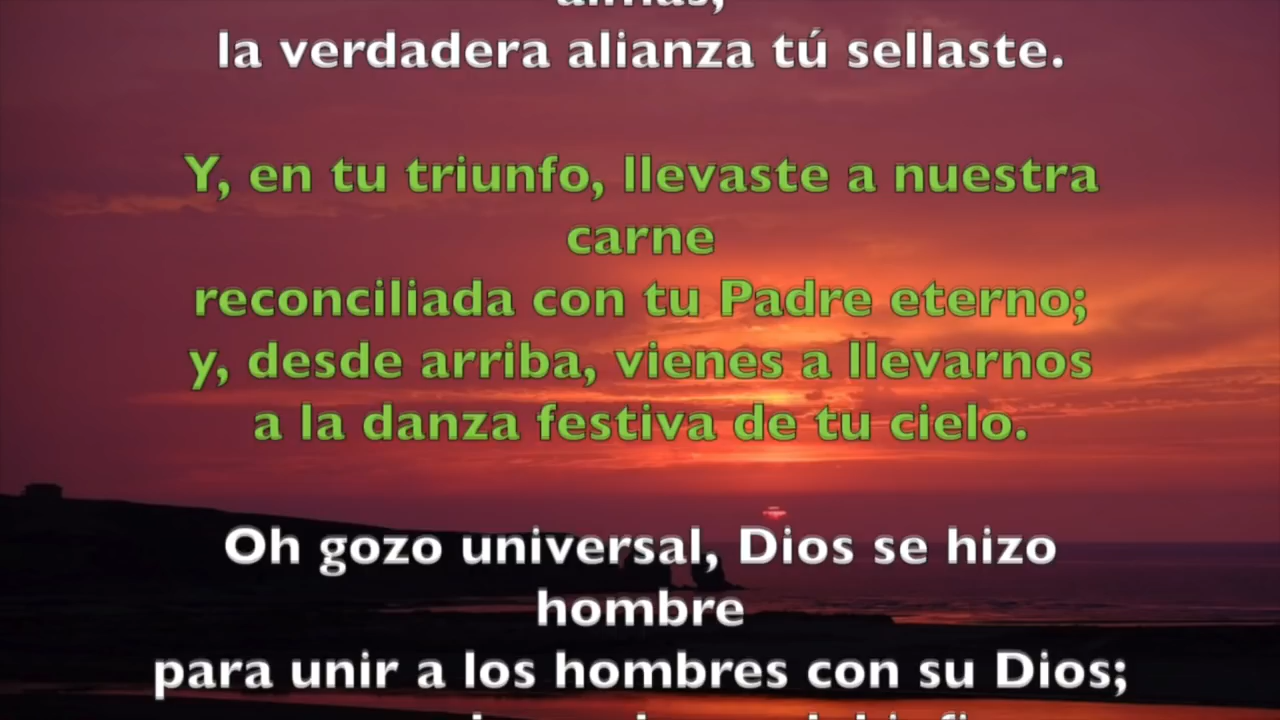 almas,
la verdadera alianza tú sellaste.
Y, en tu triunfo, llevaste a nuestra
carne
reconciliada con tu Padre eterno;
y, desde arriba, vienes a llevarnos
a la danza festiva de tu cielo.
Oh gozo universal, Dios se hizo
hombre
para unir a los hombres con su Dios;